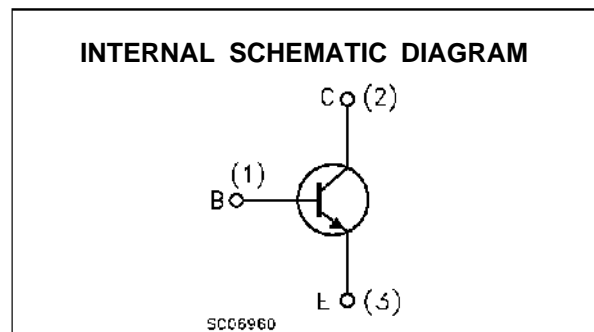 INTERNAL SCHEMATIC DIAGRAM
C (2)
(1)
B
E (3)
SC06960